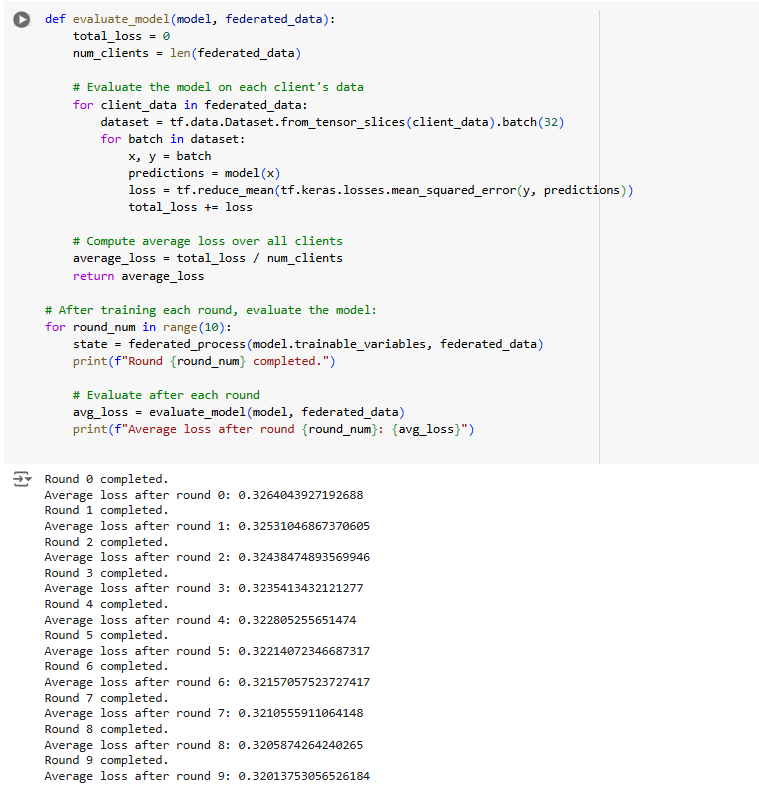 def evaluate_model(model, federated_data):
    total_loss = 0
    num_clients = len(federated_data)

    # Evaluate the model on each client's data
    for client_data in federated_data:
        dataset = tf.data.Dataset.from_tensor_slices(client_data).batch(32)
        for batch in dataset:
            x, y = batch
            predictions = model(x)
            loss = tf.reduce_mean(tf.keras.losses.mean_squared_error(y, predictions))
            total_loss += loss

    # Compute average loss over all clients
    average_loss = total_loss / num_clients
    return average_loss

# After training each round, evaluate the model:
for round_num in range(10):
    state = federated_process(model.trainable_variables, federated_data)
    print(f"Round {round_num} completed.")

    # Evaluate after each round
    avg_loss = evaluate_model(model, federated_data)
    print(f"Average loss after round {round_num}: {avg_loss}")

Round 0 completed.
Average loss after round 0: 0.3264043927192688
Round 1 completed.
Average loss after round 1: 0.32531046867370605
Round 2 completed.
Average loss after round 2: 0.32438474893569946
Round 3 completed.
Average loss after round 3: 0.3235413432121277
Round 4 completed.
Average loss after round 4: 0.322805255651474
Round 5 completed.
Average loss after round 5: 0.32214072346687317
Round 6 completed.
Average loss after round 6: 0.32157057523727417
Round 7 completed.
Average loss after round 7: 0.3210555911064148
Round 8 completed.
Average loss after round 8: 0.3205874264240265
Round 9 completed.
Average loss after round 9: 0.32013753056526184